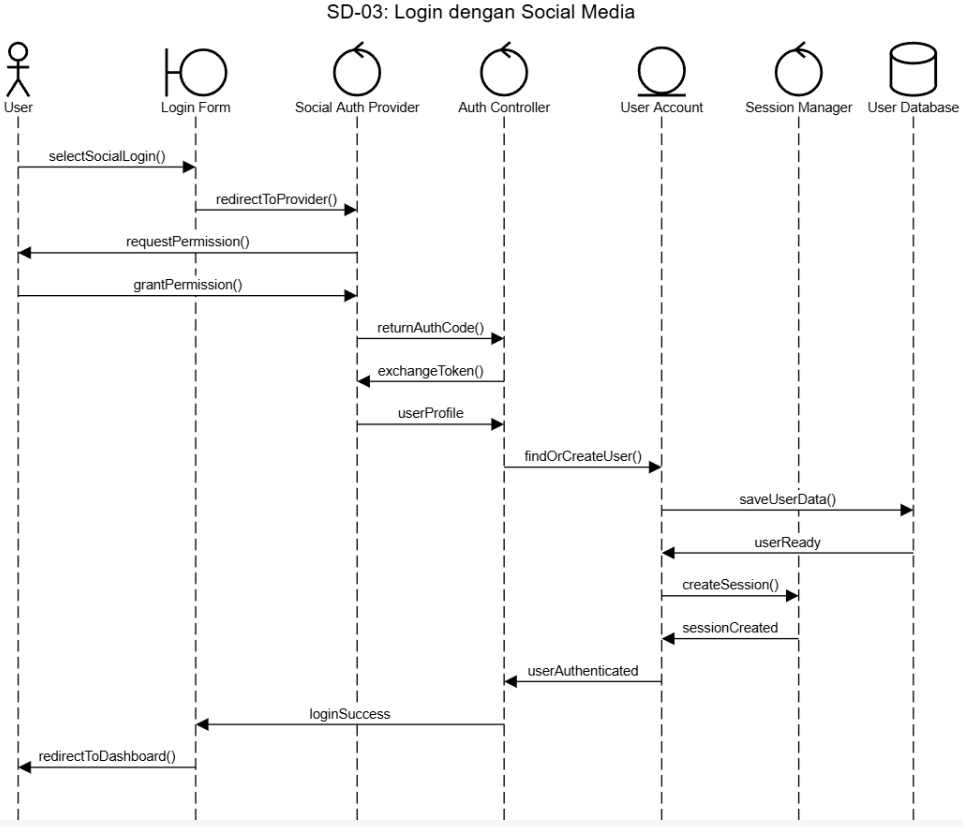 SD-03: Login dengan Social Media
User
Login Form
Social Auth Provider
Auth Controller
User Account
Session Manager
User Database
selectSocialLogin()
redirectToProvider()
requestPermission()
grantPermission()
returnAuthCode()
exchangeToken()
userProfile
findOrCreateUser()
saveUserData()
userReady
createSession()
sessionCreated
userAuthenticated
loginSuccess
redirectToDashboard()